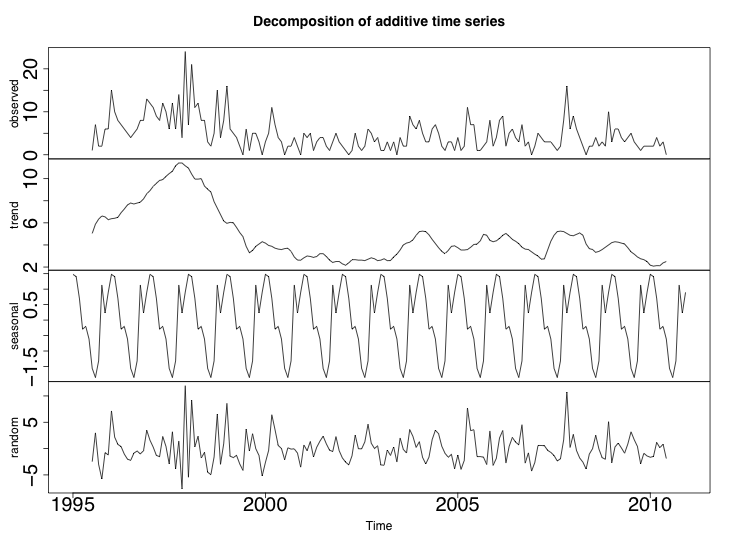 Decomposition of additive time series
observed
0 10 20
trend
2 6 10
seasonal
−1.5 0.5
random
−5 5
1995 2000 2005 2010
Time